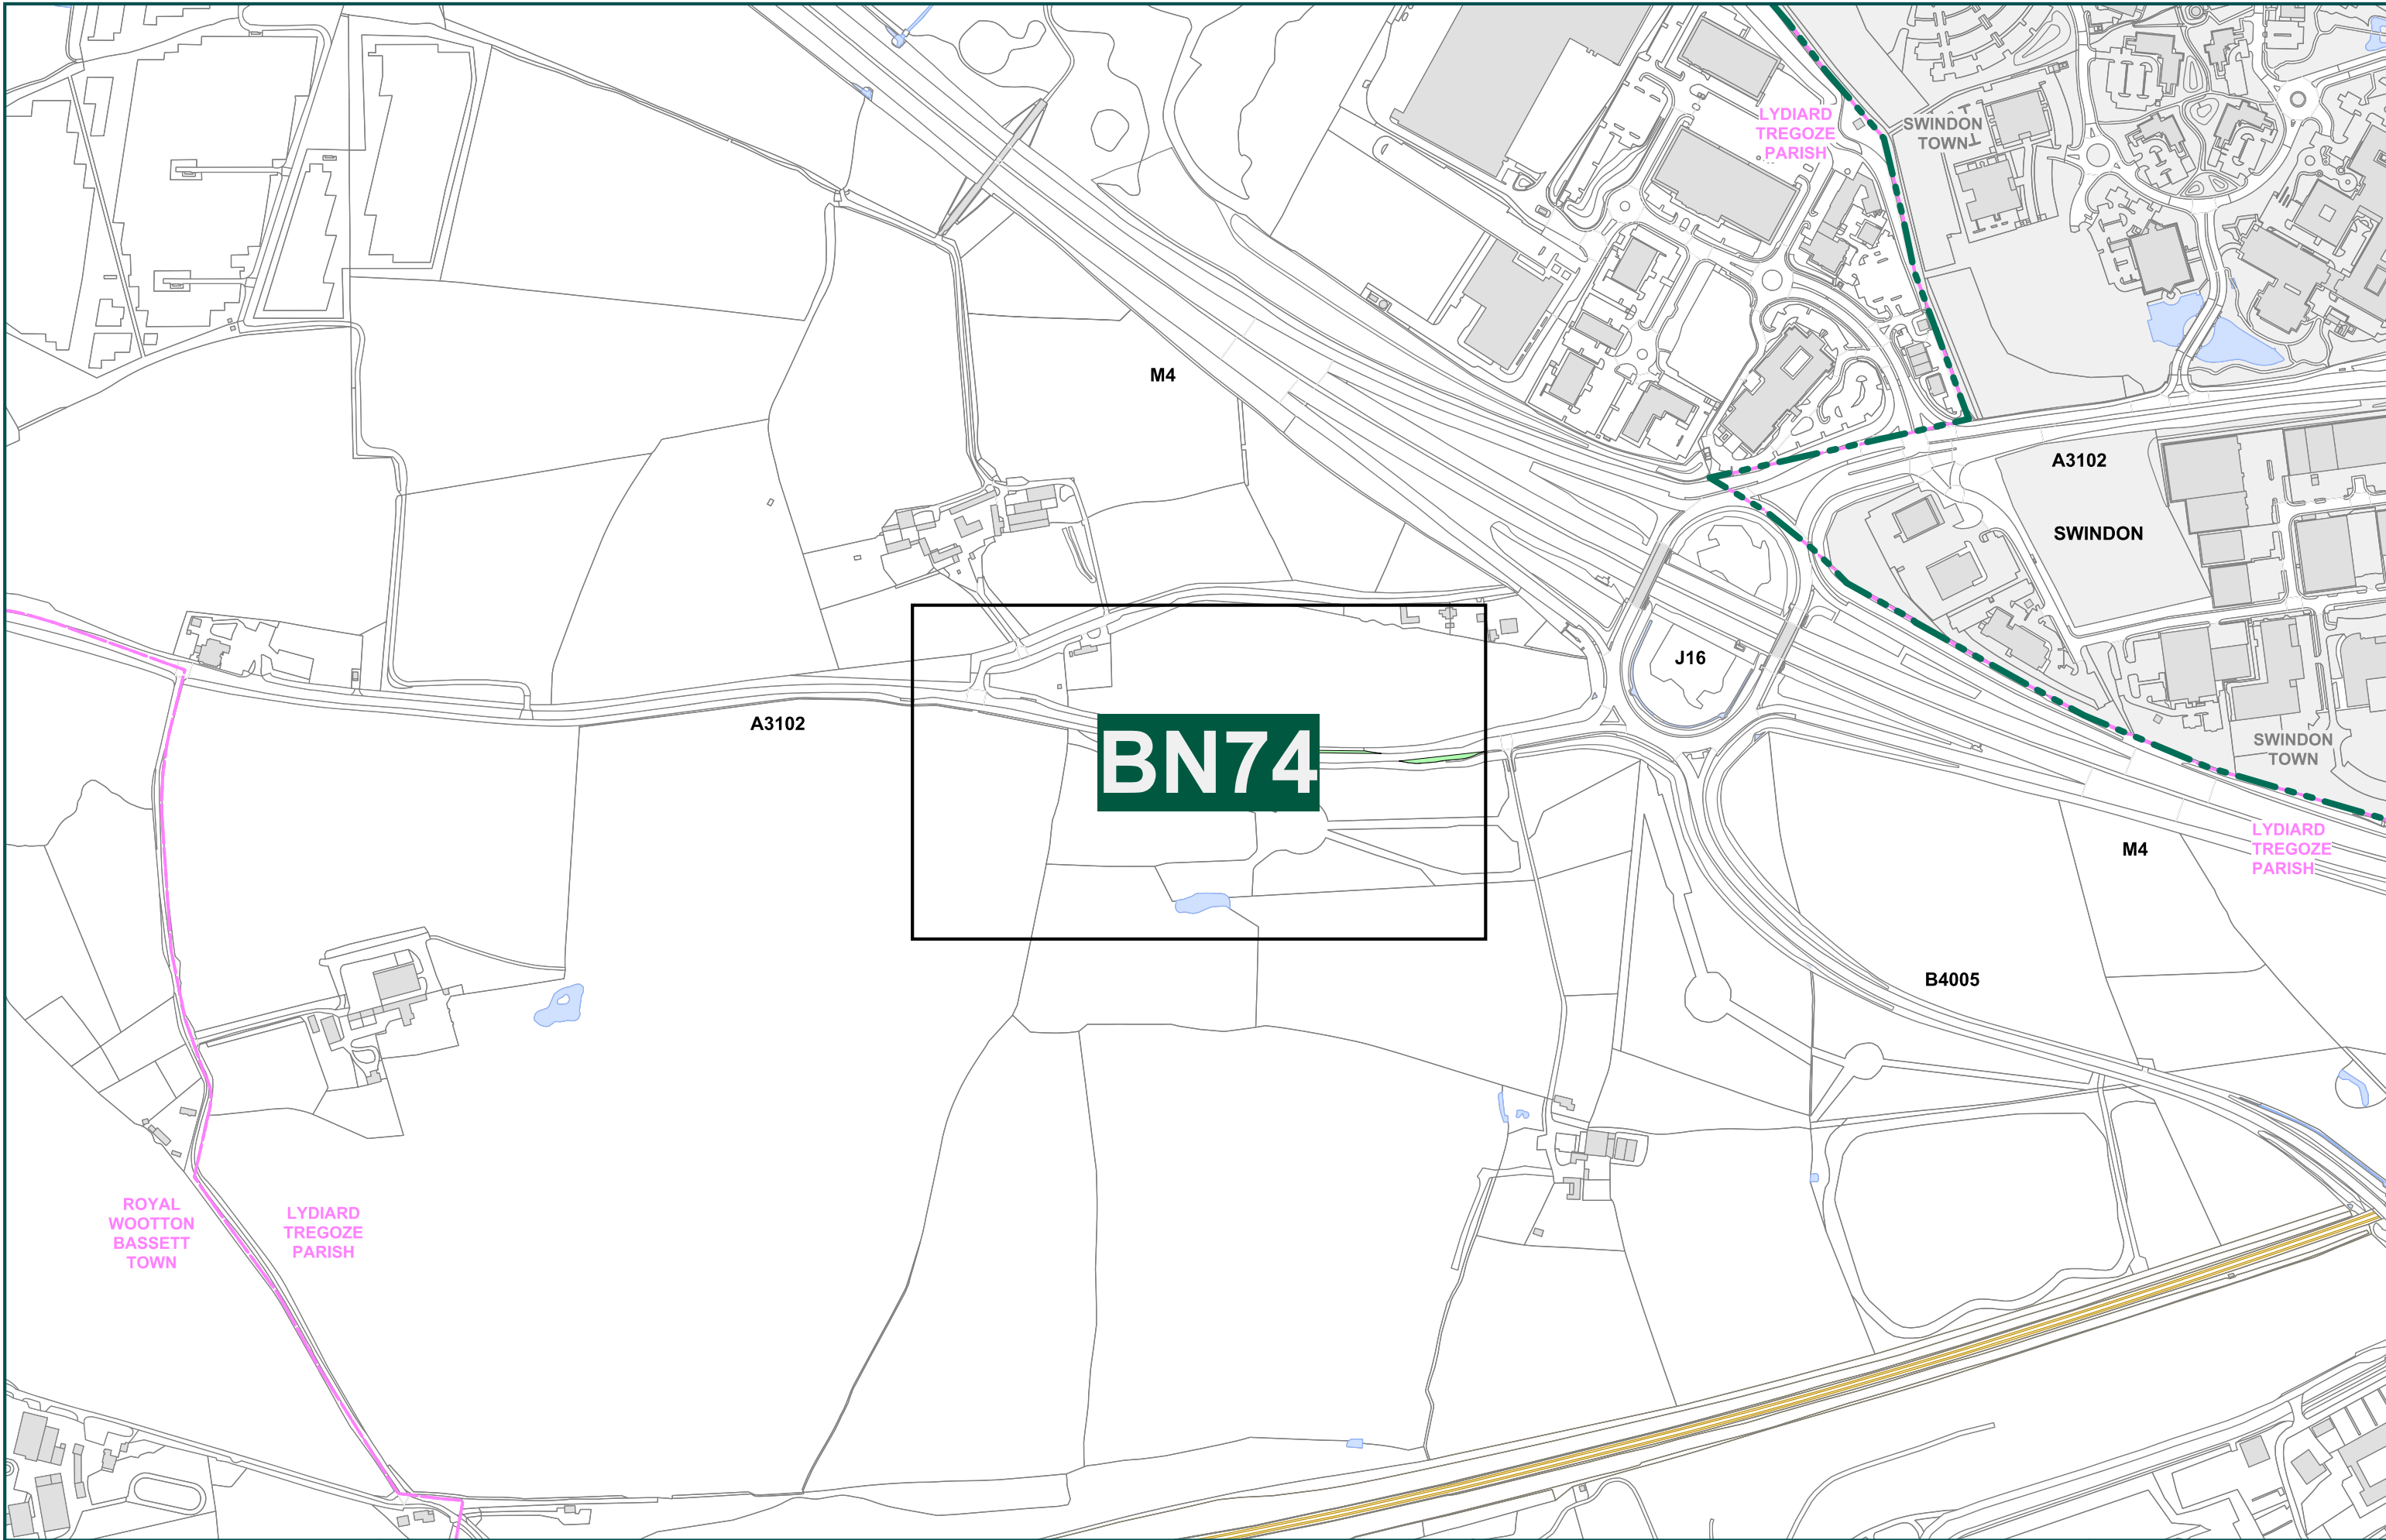 LYDIARD
TREGOZE
PARISH
SWINDON
TOWN
M4
A3102
SWINDON
J16
A3102
BN74
SWINDON
TOWN
LYDIARD
TREGOZE
PARISH
M4
B4005
ROYAL
WOOTTON
BASSETT
TOWN
LYDIARD
TREGOZE
PARISH